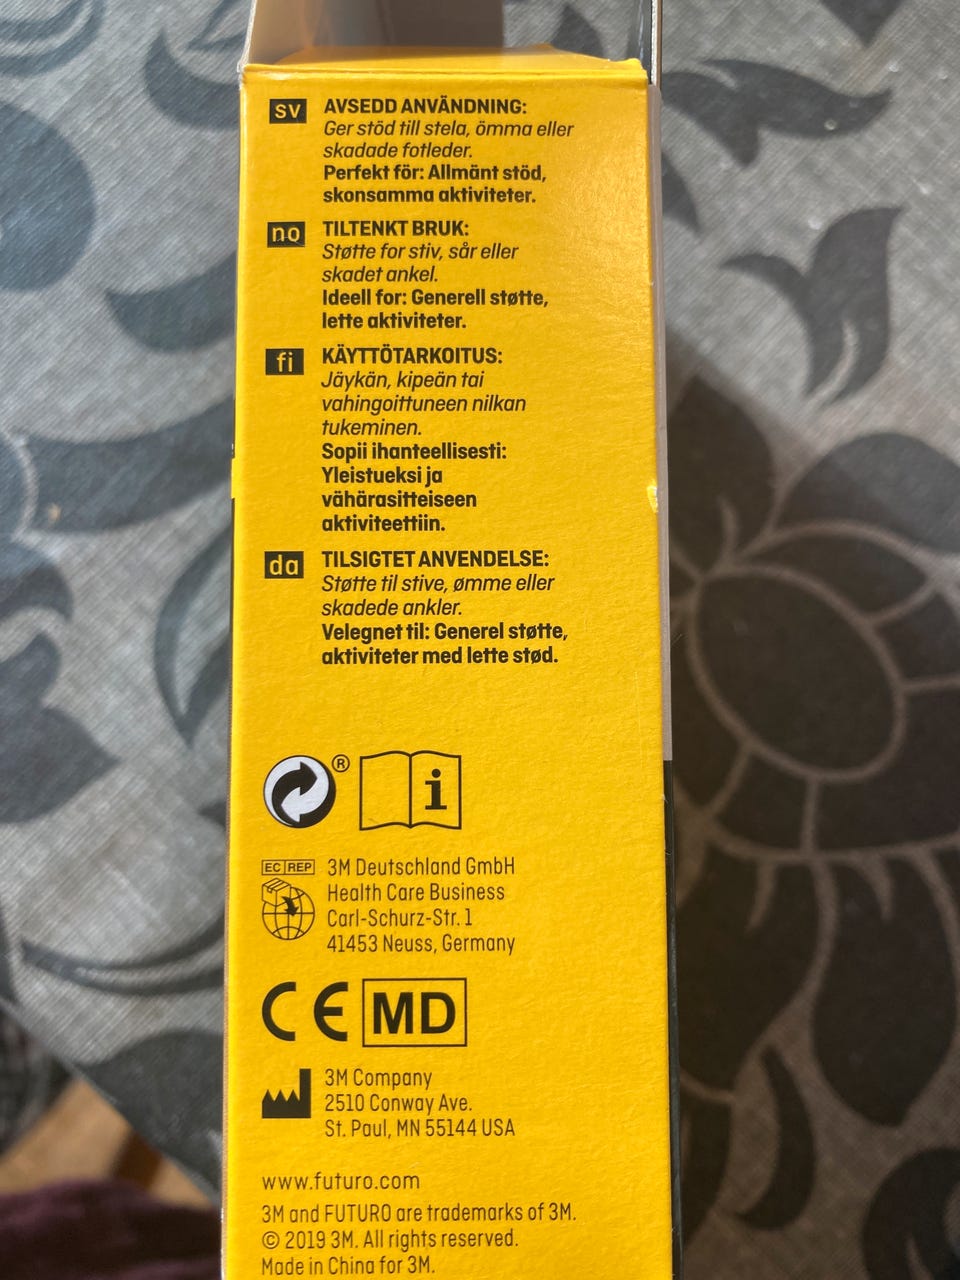 sv AVSEDD ANVÄNDNING:
Ger stöd till stela, ömma eller
skadade fotleder.
Perfekt för: Allmänt stöd,
skonsamma aktiviteter.
no TILTENKT BRUK:
Støtte for stiv, sår eller
skadet ankel.
Ideell for: Generell støtte,
lette aktiviteter.
fi KÄYTTÖTARKOITUS:
Jäykän, kipeän tai
vahingoittuneen nilkan
tukeminen.
Sopii ihanteellisesti:
Yleistueksi ja
vähärasitteiseen
aktiviteettiin.
da TILSIGTET ANVENDELSE:
Støtte til stive, ømme eller
skadede ankler.
Velegnet til: Generel støtte,
aktiviteter med lette stød.
® i
EC REP 3M Deutschland GmbH
Health Care Business
Carl-Schurz-Str. 1
41453 Neuss, Germany
CE MD
3M Company
2510 Conway Ave.
St. Paul, MN 55144 USA
www.futuro.com
3M and FUTURO are trademarks of 3M.
© 2019 3M. All rights reserved.
Made in China for 3M.